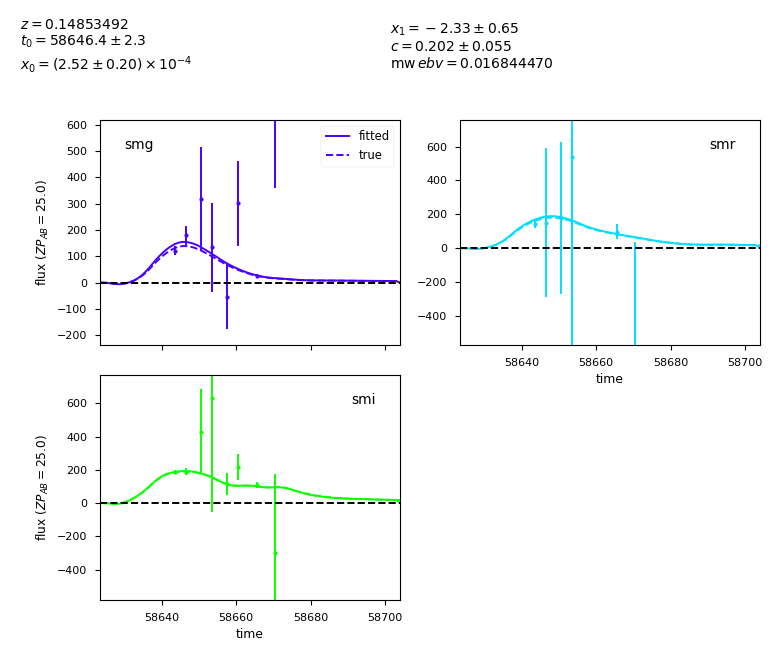 z = 0.14853492
t₀ = 58646.4 ± 2.3
x₀ = (2.52 ± 0.20) × 10⁻⁴
x₁ = −2.33 ± 0.65
c = 0.202 ± 0.055
mw ebv = 0.016844470
600
500
400
300
200
100
0
−100
−200
flux (ZP_AB = 25.0)
smg
fitted
true
600
400
200
0
−200
−400
smr
58640
58660
58680
58700
time
600
400
200
0
−200
−400
flux (ZP_AB = 25.0)
smi
58640
58660
58680
58700
time